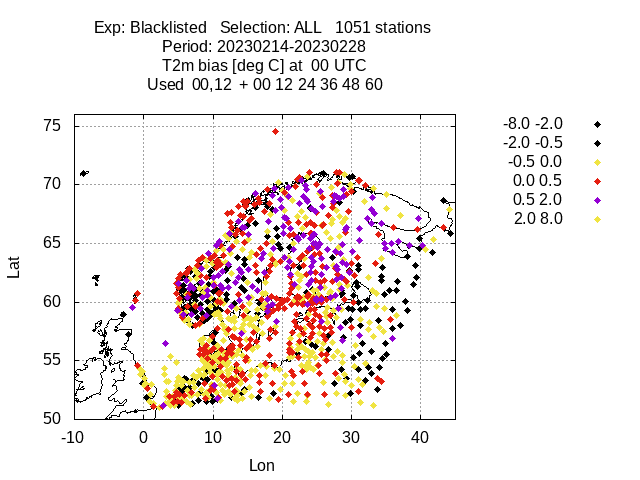 Exp: Blacklisted Selection: ALL 1051 stations
Period: 20230214-20230228
T2m bias [deg C] at 00 UTC
Used 00,12 + 00 12 24 36 48 60
-8.0 -2.0
-2.0 -0.5
-0.5 0.0
0.0 0.5
0.5 2.0
2.0 8.0
75
70
65
60
55
50
Lat
-10 0 10 20 30 40
Lon